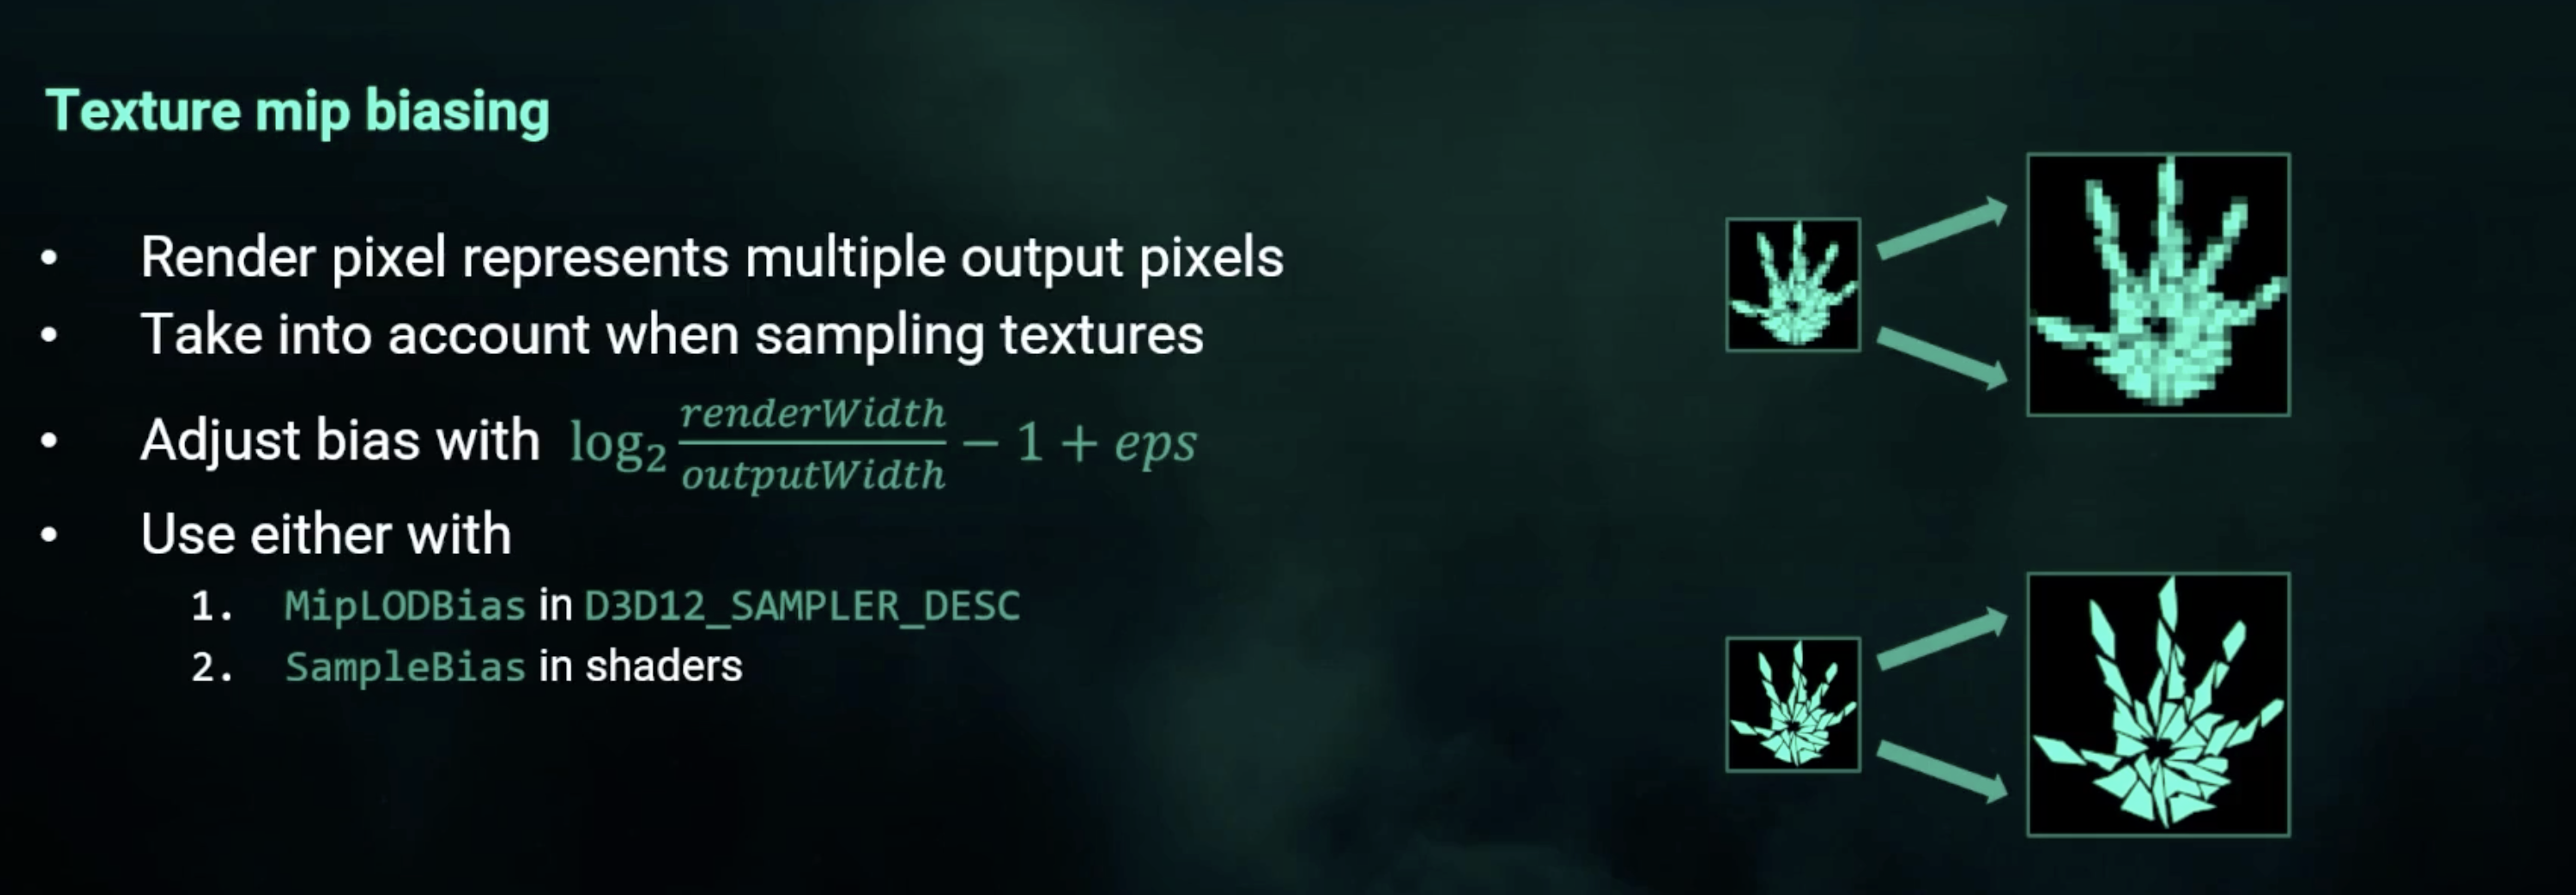 Texture mip biasing
• Render pixel represents multiple output pixels
• Take into account when sampling textures
• Adjust bias with log₂ renderWidth/outputWidth − 1 + eps
• Use either with
1. MipLODBias in D3D12_SAMPLER_DESC
2. SampleBias in shaders